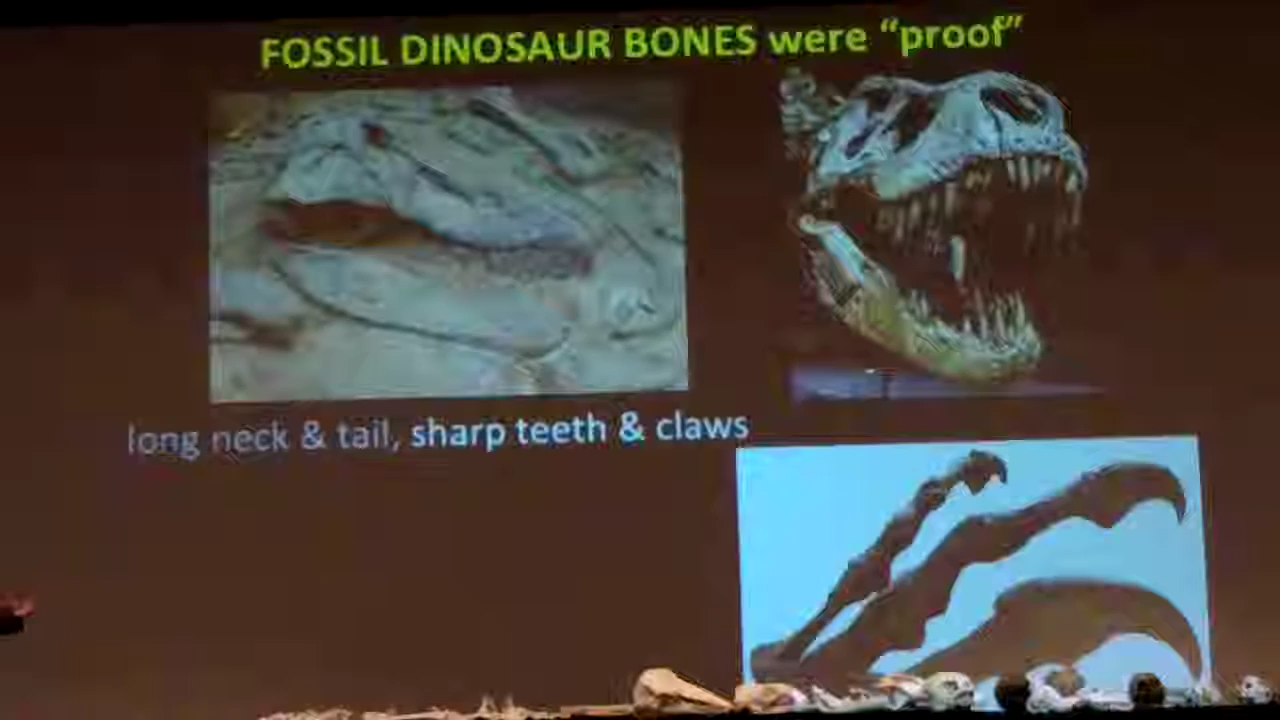 FOSSIL DINOSAUR BONES were “proof”
long neck & tail, sharp teeth & claws